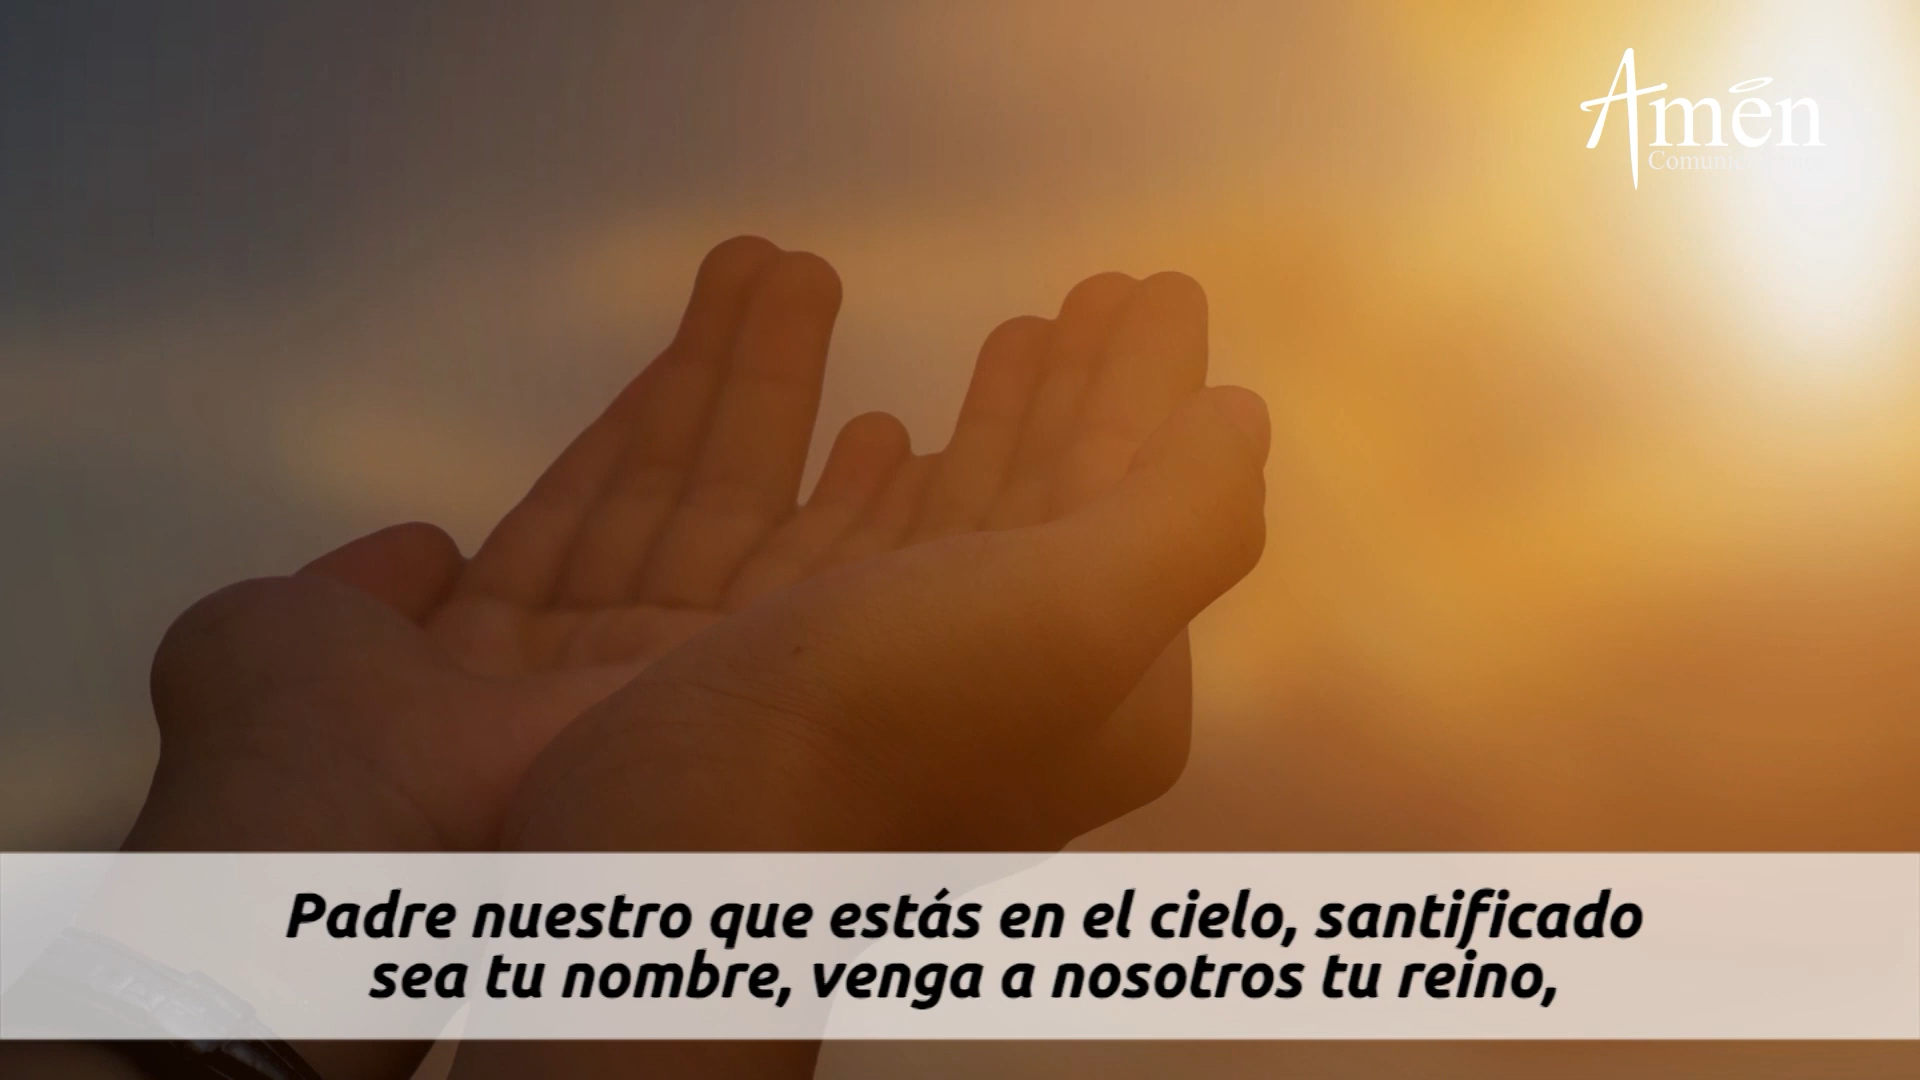 Amén
Padre nuestro que estás en el cielo, santificado
sea tu nombre, venga a nosotros tu reino,